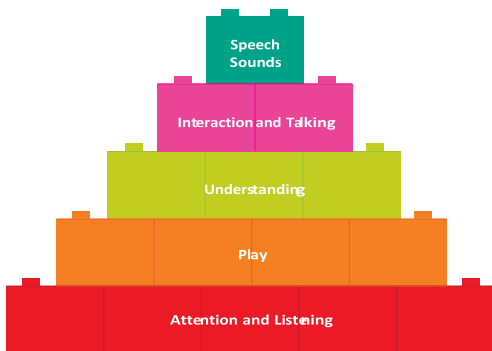 Speech
Sounds
Interaction and Talking
Understanding
Play
Attention and Listening